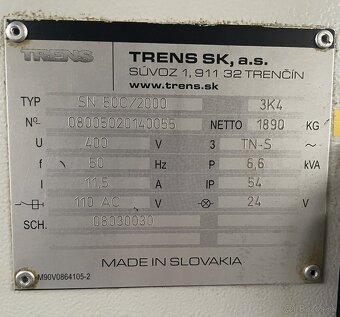 TRENS
TRENS SK, a.s.
SÚVOZ 1, 911 32 TRENČÍN
www.trens.sk
TYP SN 50C/2000 3K4
Nº 08005020140055 NETTO 1890 KG
U 400 V 3 TN-S ~
f 50 Hz P 6,6 kVA
I 11,5 A IP 54
110 AC V 24 V
SCH. 08030030
MADE IN SLOVAKIA
M90V0864105-2